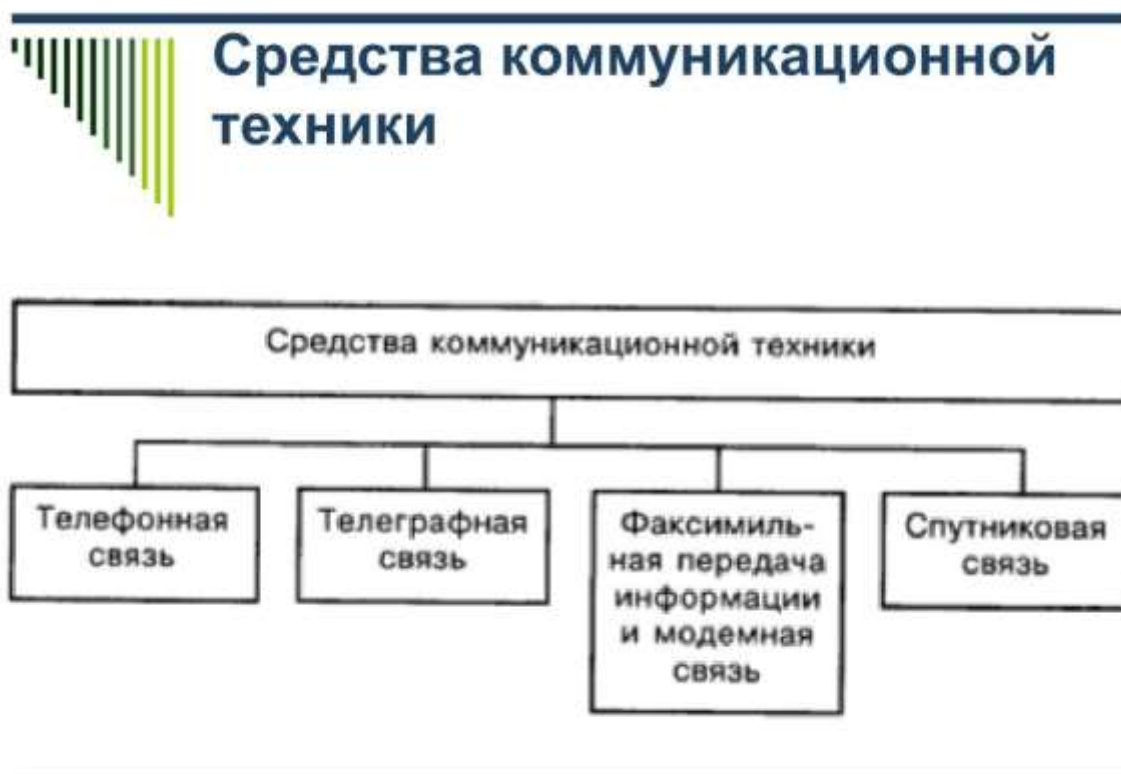 Средства коммуникационной
техники
Средства коммуникационной техники
Телефонная
связь
Телеграфная
связь
Факсимиль-
ная передача
информации
и модемная
связь
Спутниковая
связь